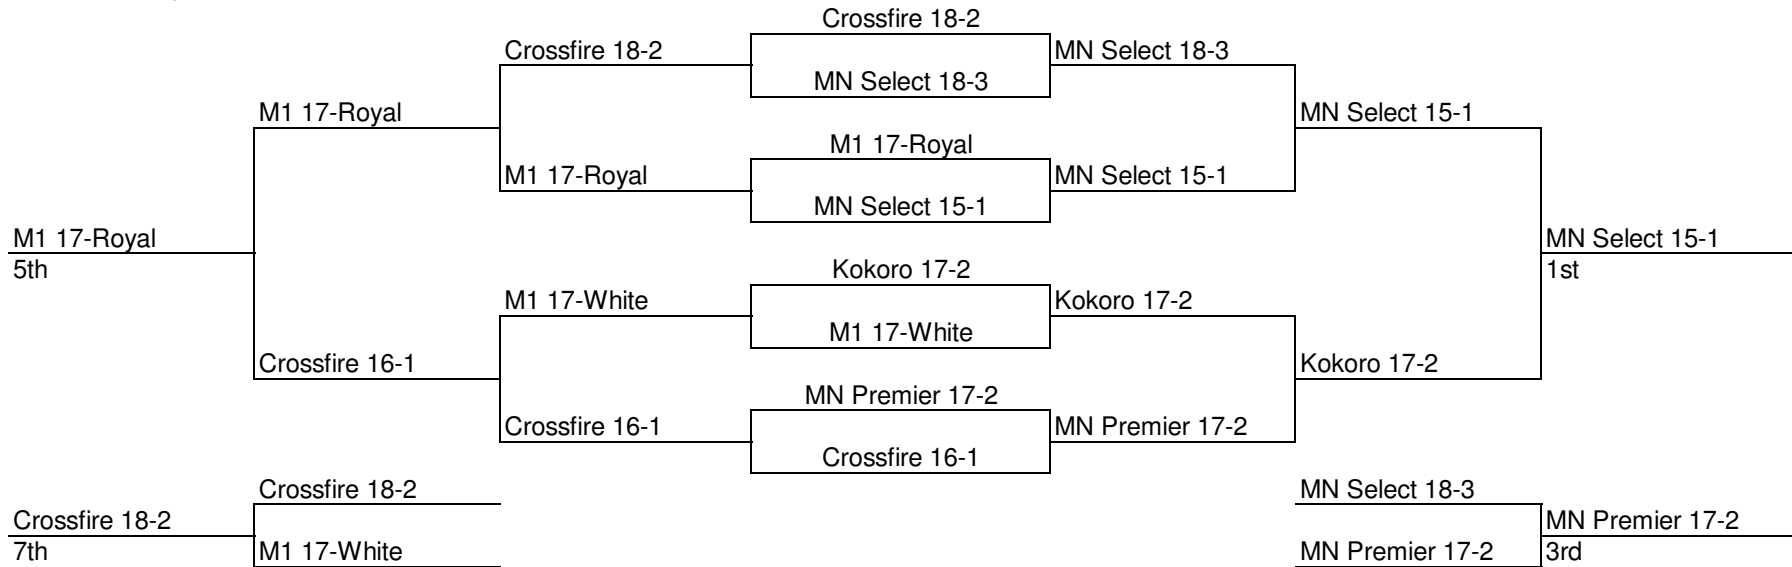 Crossfire 18-2
Crossfire 18-2
MN Select 18-3
MN Select 18-3
M1 17-Royal
MN Select 15-1
M1 17-Royal
M1 17-Royal
MN Select 15-1
MN Select 15-1
M1 17-Royal
MN Select 15-1
5th
1st
Kokoro 17-2
M1 17-White
Kokoro 17-2
M1 17-White
Crossfire 16-1
Kokoro 17-2
MN Premier 17-2
Crossfire 16-1
MN Premier 17-2
Crossfire 16-1
Crossfire 18-2
MN Select 18-3
Crossfire 18-2
MN Premier 17-2
7th
M1 17-White
MN Premier 17-2
3rd